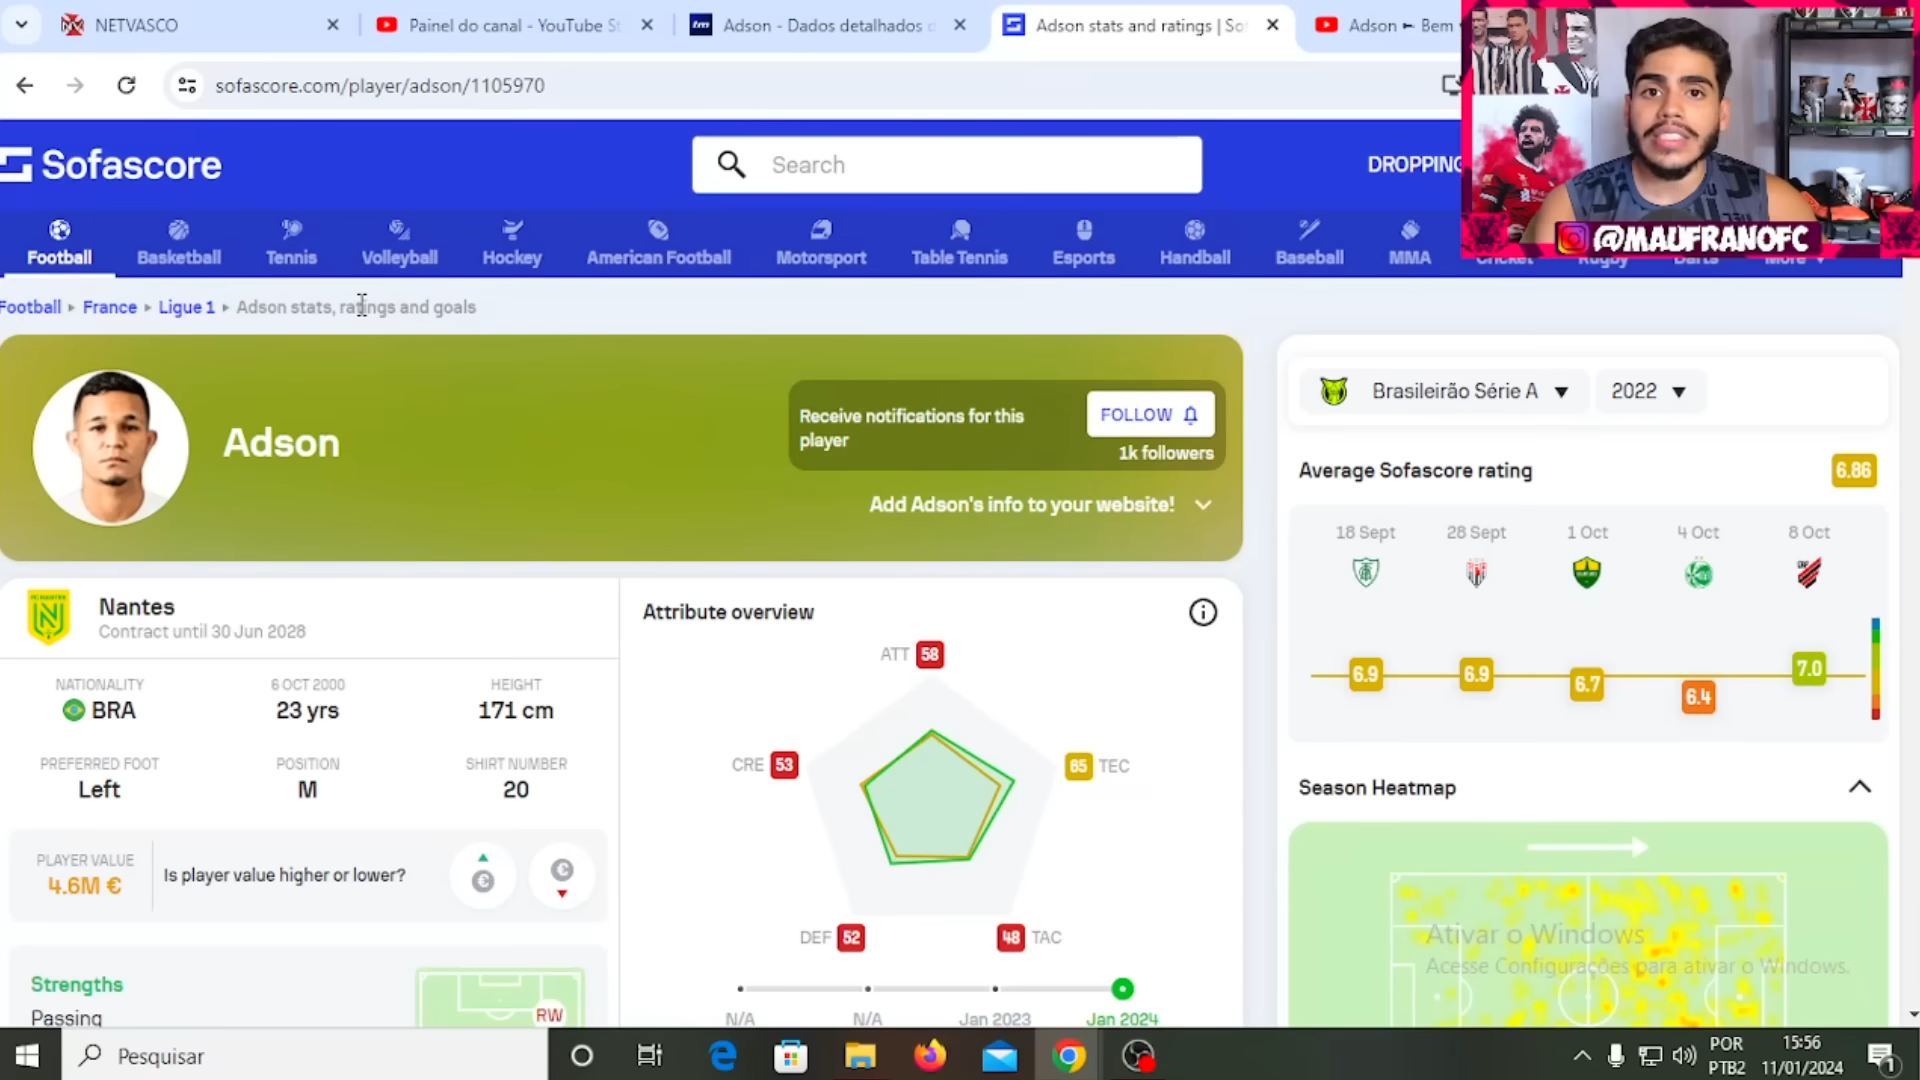 NETVASCO
Painel do canal - YouTube St
Adson - Dados detalhados d
Adson stats and ratings | Sof
Adson ⭐ Bem
sofascore.com/player/adson/1105970
Sofascore
Search
DROPPING
Football
Basketball
Tennis
Volleyball
Hockey
American Football
Motorsport
Table Tennis
Esports
Handball
Baseball
MMA
Cricket
Rugby
Darts
More
@MAUFRANOFC
Football ▸ France ▸ Ligue 1 ▸ Adson stats, ratings and goals
Adson
Receive notifications for this
player
FOLLOW
1k followers
Add Adson's info to your website!
Brasileirão Série A
2022
Average Sofascore rating
6.86
18 Sept
28 Sept
1 Oct
4 Oct
8 Oct
6.9
6.9
6.7
6.4
7.0
Nantes
Contract until 30 Jun 2028
NATIONALITY
BRA
6 OCT 2000
23 yrs
HEIGHT
171 cm
PREFERRED FOOT
Left
POSITION
M
SHIRT NUMBER
20
PLAYER VALUE
4.6M €
Is player value higher or lower?
Strengths
Passing
RW
Attribute overview
ATT 58
CRE 53
65 TEC
DEF 52
48 TAC
N/A
N/A
Jan 2023
Jan 2024
Season Heatmap
Ativar o Windows
Acesse Configurações para ativar o Windows.
Pesquisar
POR
PTB2
15:56
11/01/2024
1